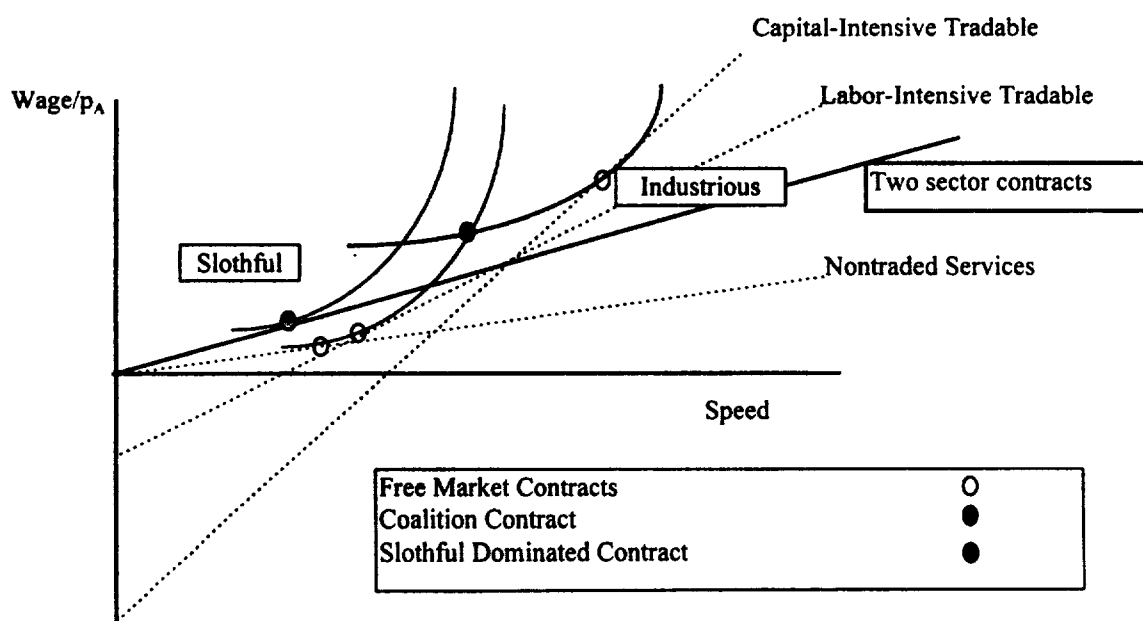 Capital-Intensive Tradable
Wage/pA
Labor-Intensive Tradable
Industrious
Two sector contracts
Slothful
Nontraded Services
Speed
Free Market Contracts
Coalition Contract
Slothful Dominated Contract